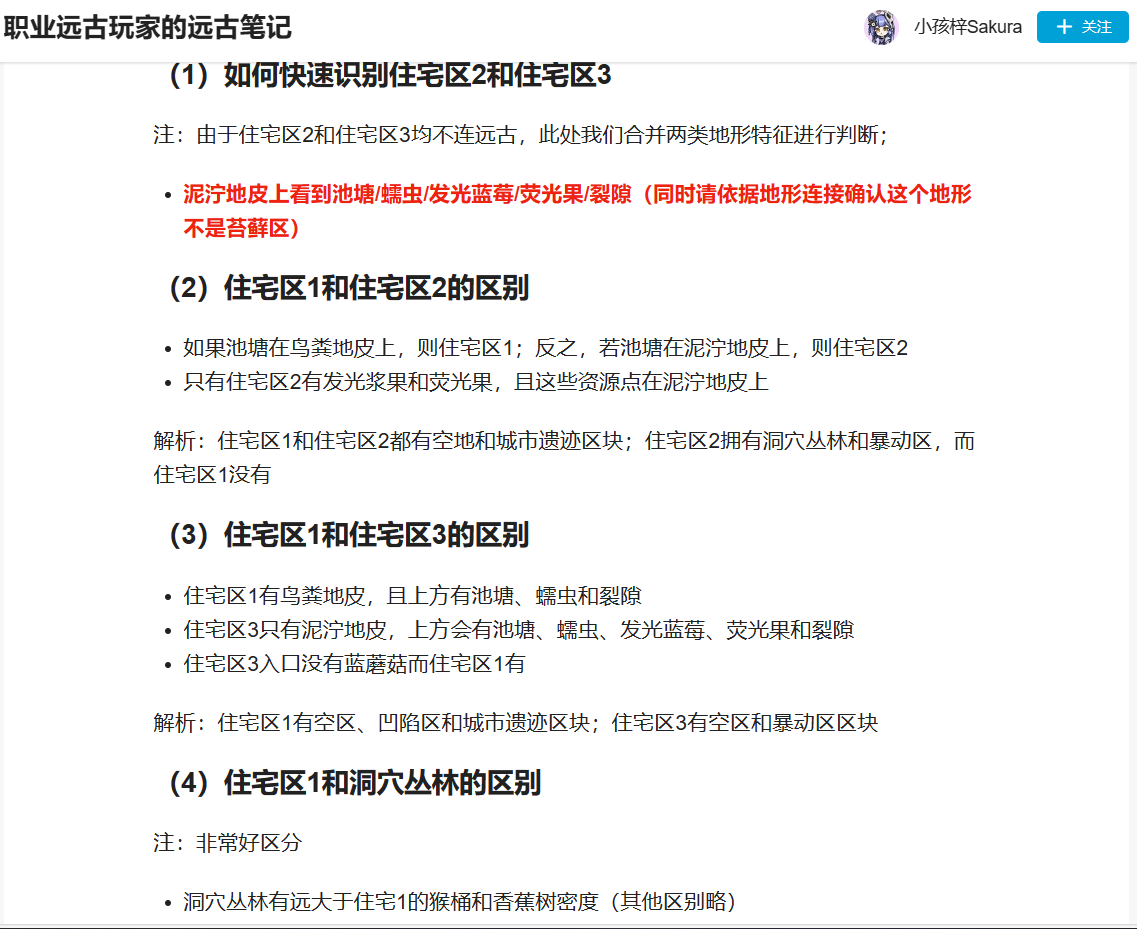 职业远古玩家的远古笔记
小孩梓Sakura
+ 关注
（1）如何快速识别住宅区2和住宅区3
注：由于住宅区2和住宅区3均不连远古，此处我们合并两类地形特征进行判断；
• 泥泞地皮上看到池塘/蠕虫/发光蓝莓/荧光果/裂隙（同时请依据地形连接确认这个地形
不是苔藓区）
（2）住宅区1和住宅区2的区别
• 如果池塘在鸟粪地皮上，则住宅区1；反之，若池塘在泥泞地皮上，则住宅区2
• 只有住宅区2有发光浆果和荧光果，且这些资源点在泥泞地皮上
解析：住宅区1和住宅区2都有空地和城市遗迹区块；住宅区2拥有洞穴丛林和暴动区，而
住宅区1没有
（3）住宅区1和住宅区3的区别
• 住宅区1有鸟粪地皮，且上方有池塘、蠕虫和裂隙
• 住宅区3只有泥泞地皮，上方会有池塘、蠕虫、发光蓝莓、荧光果和裂隙
• 住宅区3入口没有蓝蘑菇而住宅区1有
解析：住宅区1有空区、凹陷区和城市遗迹区块；住宅区3有空区和暴动区区块
（4）住宅区1和洞穴丛林的区别
注：非常好区分
• 洞穴丛林有远大于住宅1的猴桶和香蕉树密度（其他区别略）